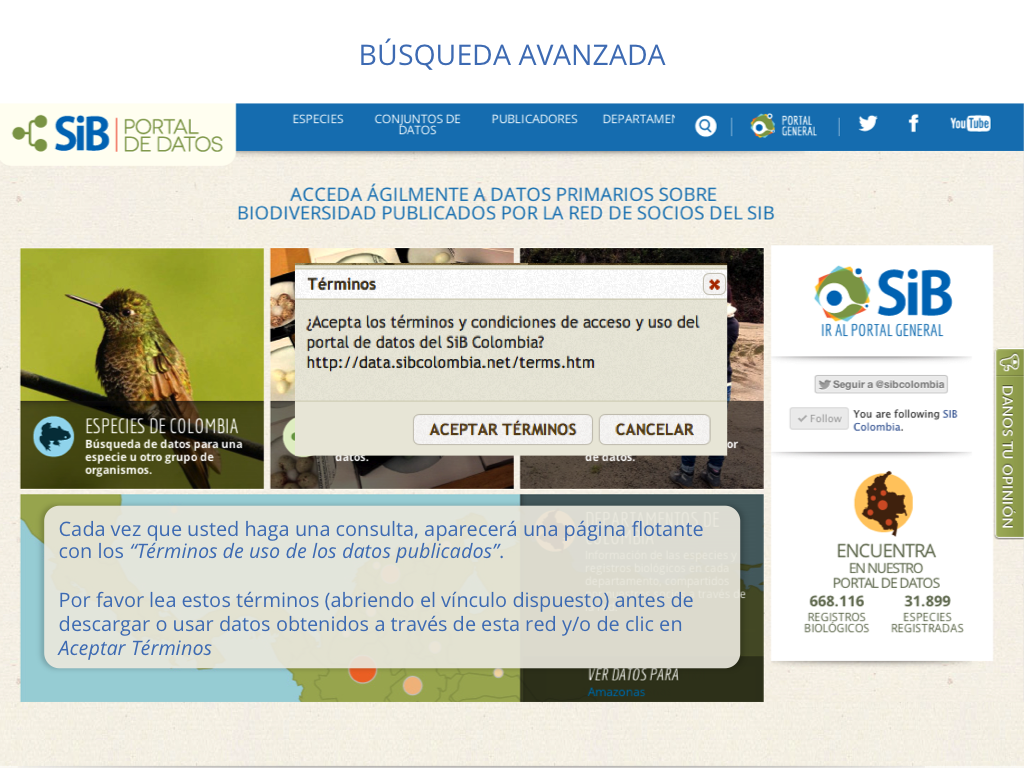 BÚSQUEDA AVANZADA
SiB PORTAL DE DATOS
ESPECIES
CONJUNTOS DE
DATOS
PUBLICADORES
DEPARTAMEN
PORTAL
GENERAL
You Tube
ACCEDA ÁGILMENTE A DATOS PRIMARIOS SOBRE
BIODIVERSIDAD PUBLICADOS POR LA RED DE SOCIOS DEL SIB
Términos
¿Acepta los términos y condiciones de acceso y uso del
portal de datos del SiB Colombia?
http://data.sibcolombia.net/terms.htm
ACEPTAR TÉRMINOS
CANCELAR
ESPECIES DE COLOMBIA
Búsqueda de datos para una
especie u otro grupo de
organismos.
datos.
or
de datos.
SiB
IR AL PORTAL GENERAL
Seguir a @sibcolombia
Follow
You are following SIB
Colombia.
DANOS TU OPINIÓN
Cada vez que usted haga una consulta, aparecerá una página flotante
con los “Términos de uso de los datos publicados”.
Por favor lea estos términos (abriendo el vínculo dispuesto) antes de
descargar o usar datos obtenidos a través de esta red y/o de clic en
Aceptar Términos
DEPARTAMENTOS DE
COLOMBIA
Información de las especies y
registros biológicos en cada
departamento, compartidos
través de
VER DATOS PARA
Amazonas
ENCUENTRA
EN NUESTRO
PORTAL DE DATOS
668.116
REGISTROS
BIOLÓGICOS
31.899
ESPECIES
REGISTRADAS